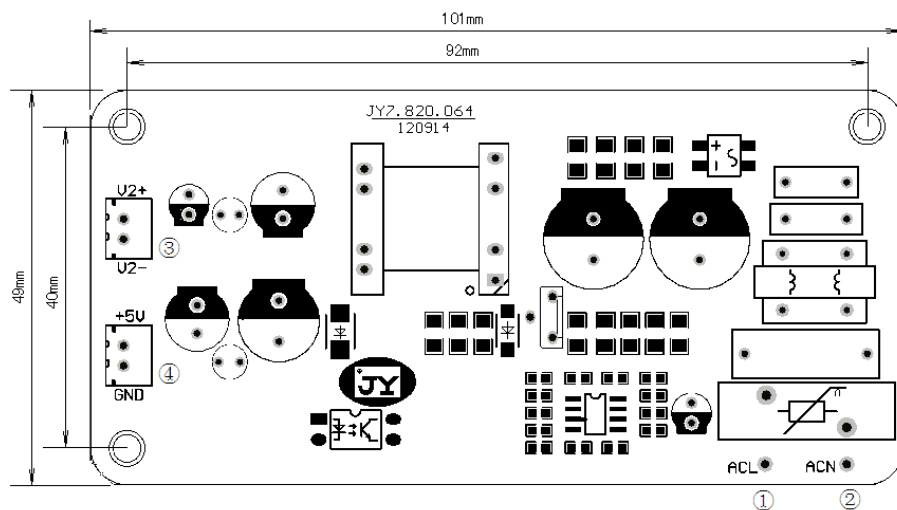 101mm
92mm
JY7.820.064
120914
V2+
③
V2-
49mm
40mm
+5V
④
GND
JY
ACL
ACN
①
②